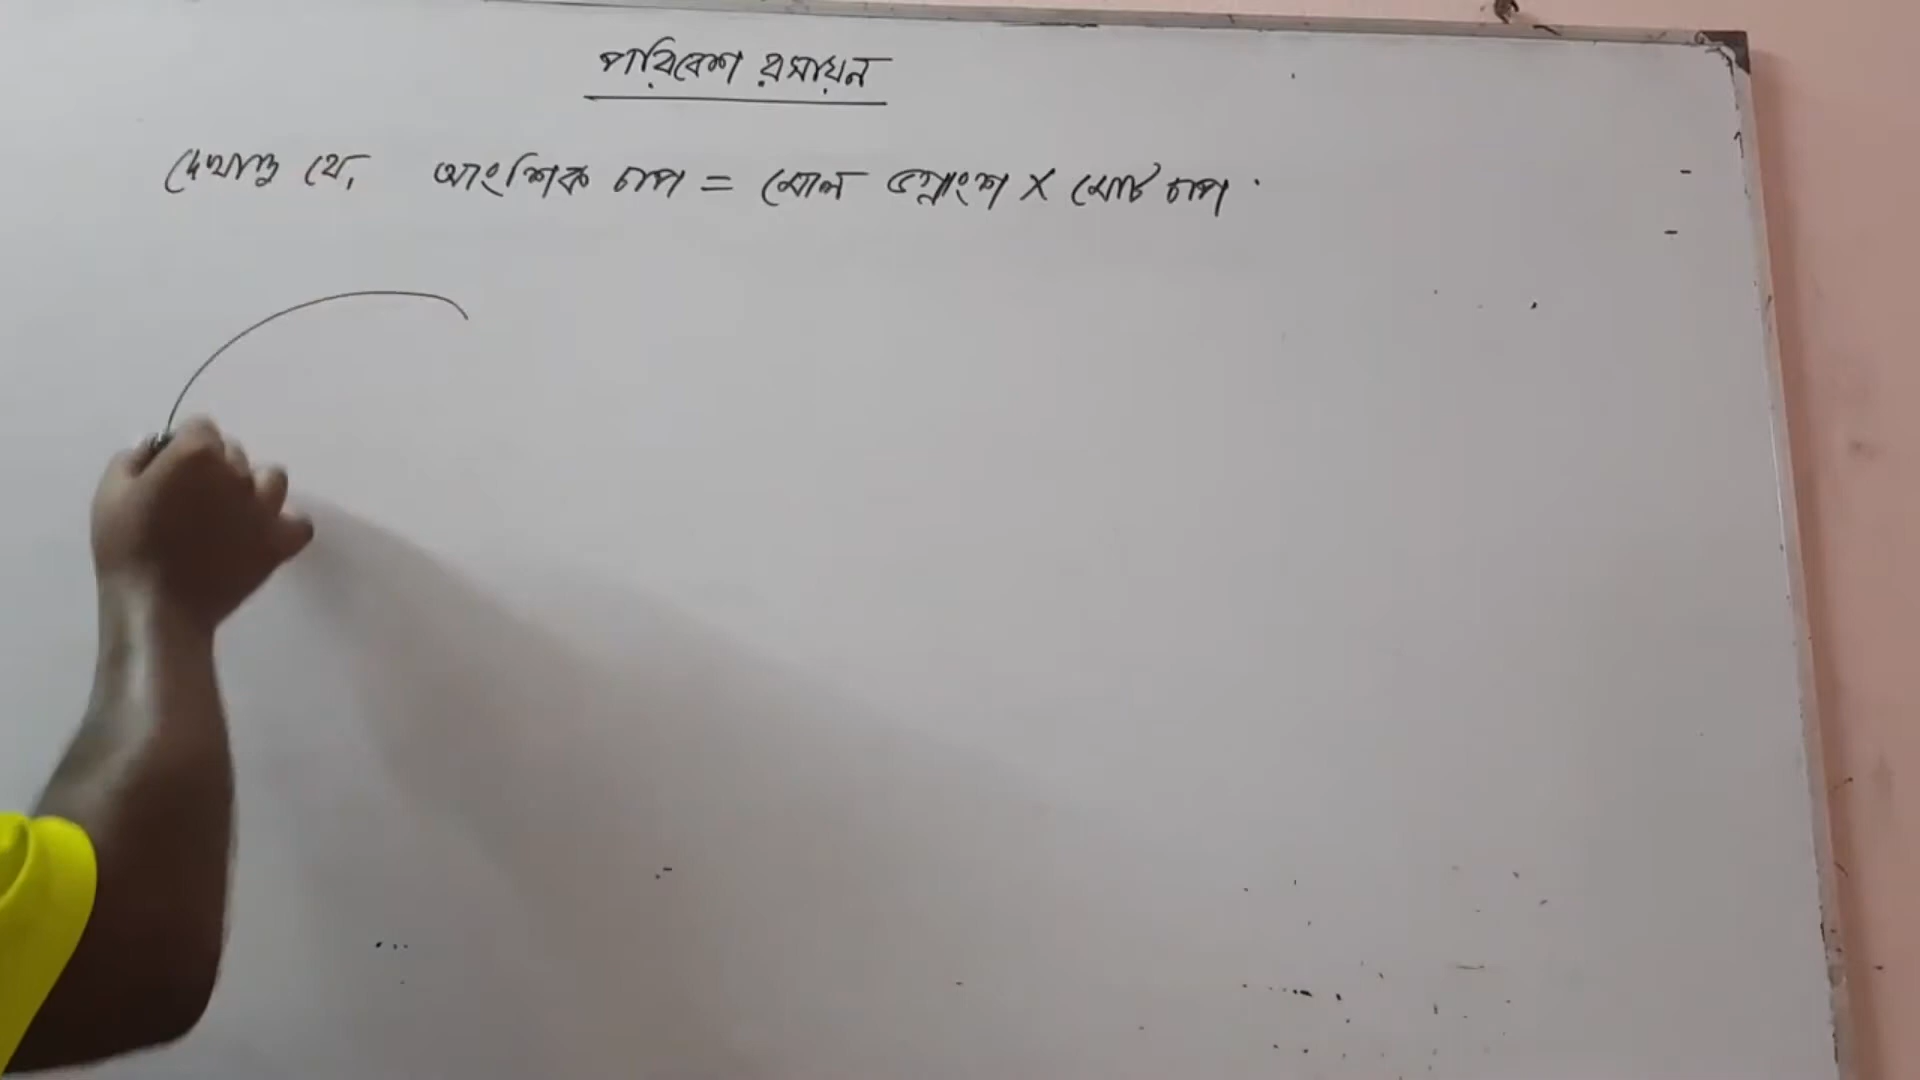 পরিবেশ রসায়ন
দেখাও যে, আংশিক চাপ = মোল ভগ্নাংশ × মোট চাপ .